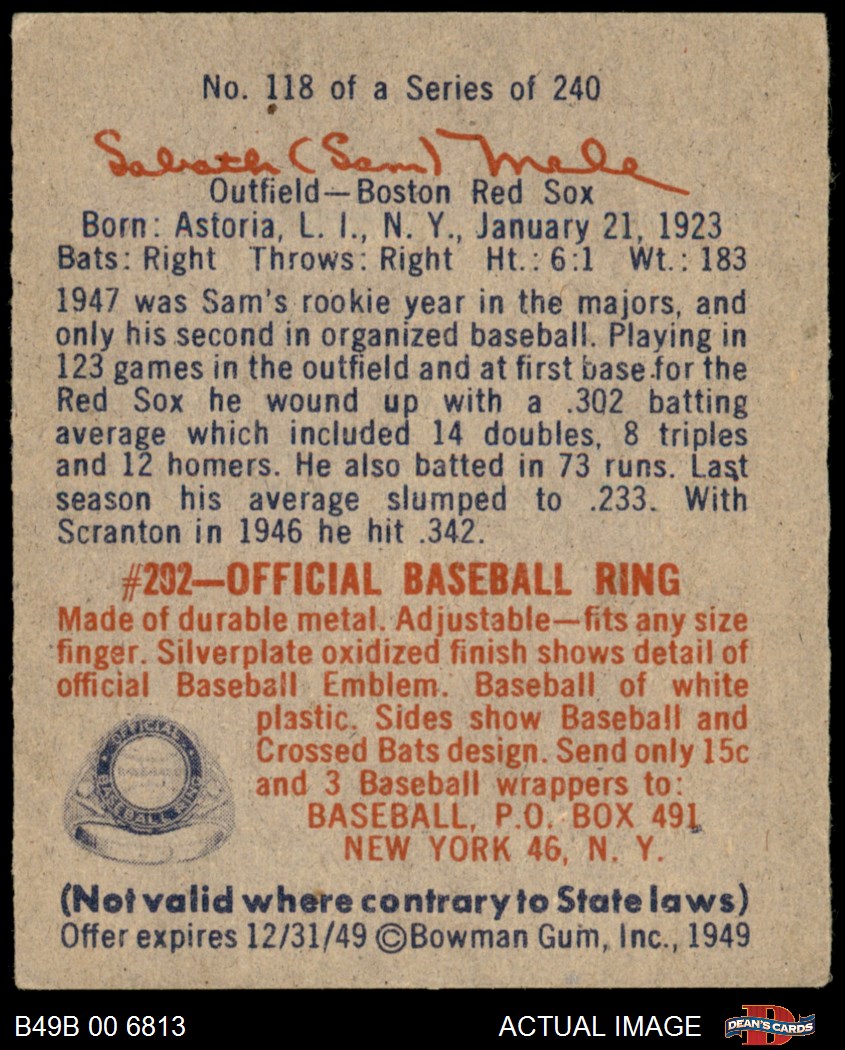 No. 118 of a Series of 240
Sabath (Sam) Mele
Outfield—Boston Red Sox
Born: Astoria, L. I., N. Y., January 21, 1923
Bats: Right Throws: Right Ht.: 6:1 Wt.: 183
1947 was Sam's rookie year in the majors, and
only his second in organized baseball. Playing in
123 games in the outfield and at first base for the
Red Sox he wound up with a .302 batting
average which included 14 doubles, 8 triples
and 12 homers. He also batted in 73 runs. Last
season his average slumped to .233. With
Scranton in 1946 he hit .342.
#202—OFFICIAL BASEBALL RING
Made of durable metal. Adjustable—fits any size
finger. Silverplate oxidized finish shows detail of
official Baseball Emblem. Baseball of white
plastic. Sides show Baseball and
Crossed Bats design. Send only 15c
and 3 Baseball wrappers to:
BASEBALL, P.O. BOX 491
NEW YORK 46, N. Y.
OFFICIAL
BASEBALL RING
(Not valid where contrary to State laws)
Offer expires 12/31/49 ©Bowman Gum, Inc., 1949
B49B 00 6813
ACTUAL IMAGE
DEAN'S CARDS